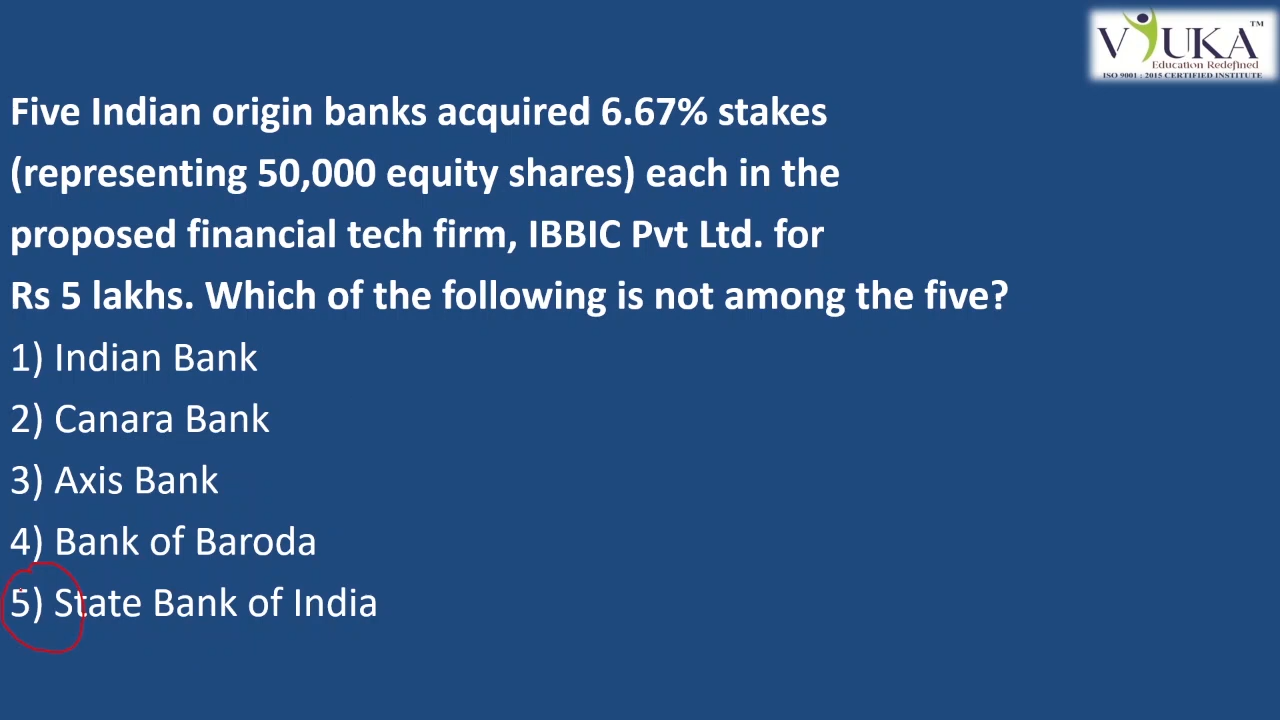 VJUKA™
Education Redefined
ISO 9001 : 2015 CERTIFIED INSTITUTE
Five Indian origin banks acquired 6.67% stakes
(representing 50,000 equity shares) each in the
proposed financial tech firm, IBBIC Pvt Ltd. for
Rs 5 lakhs. Which of the following is not among the five?
1) Indian Bank
2) Canara Bank
3) Axis Bank
4) Bank of Baroda
5) State Bank of India